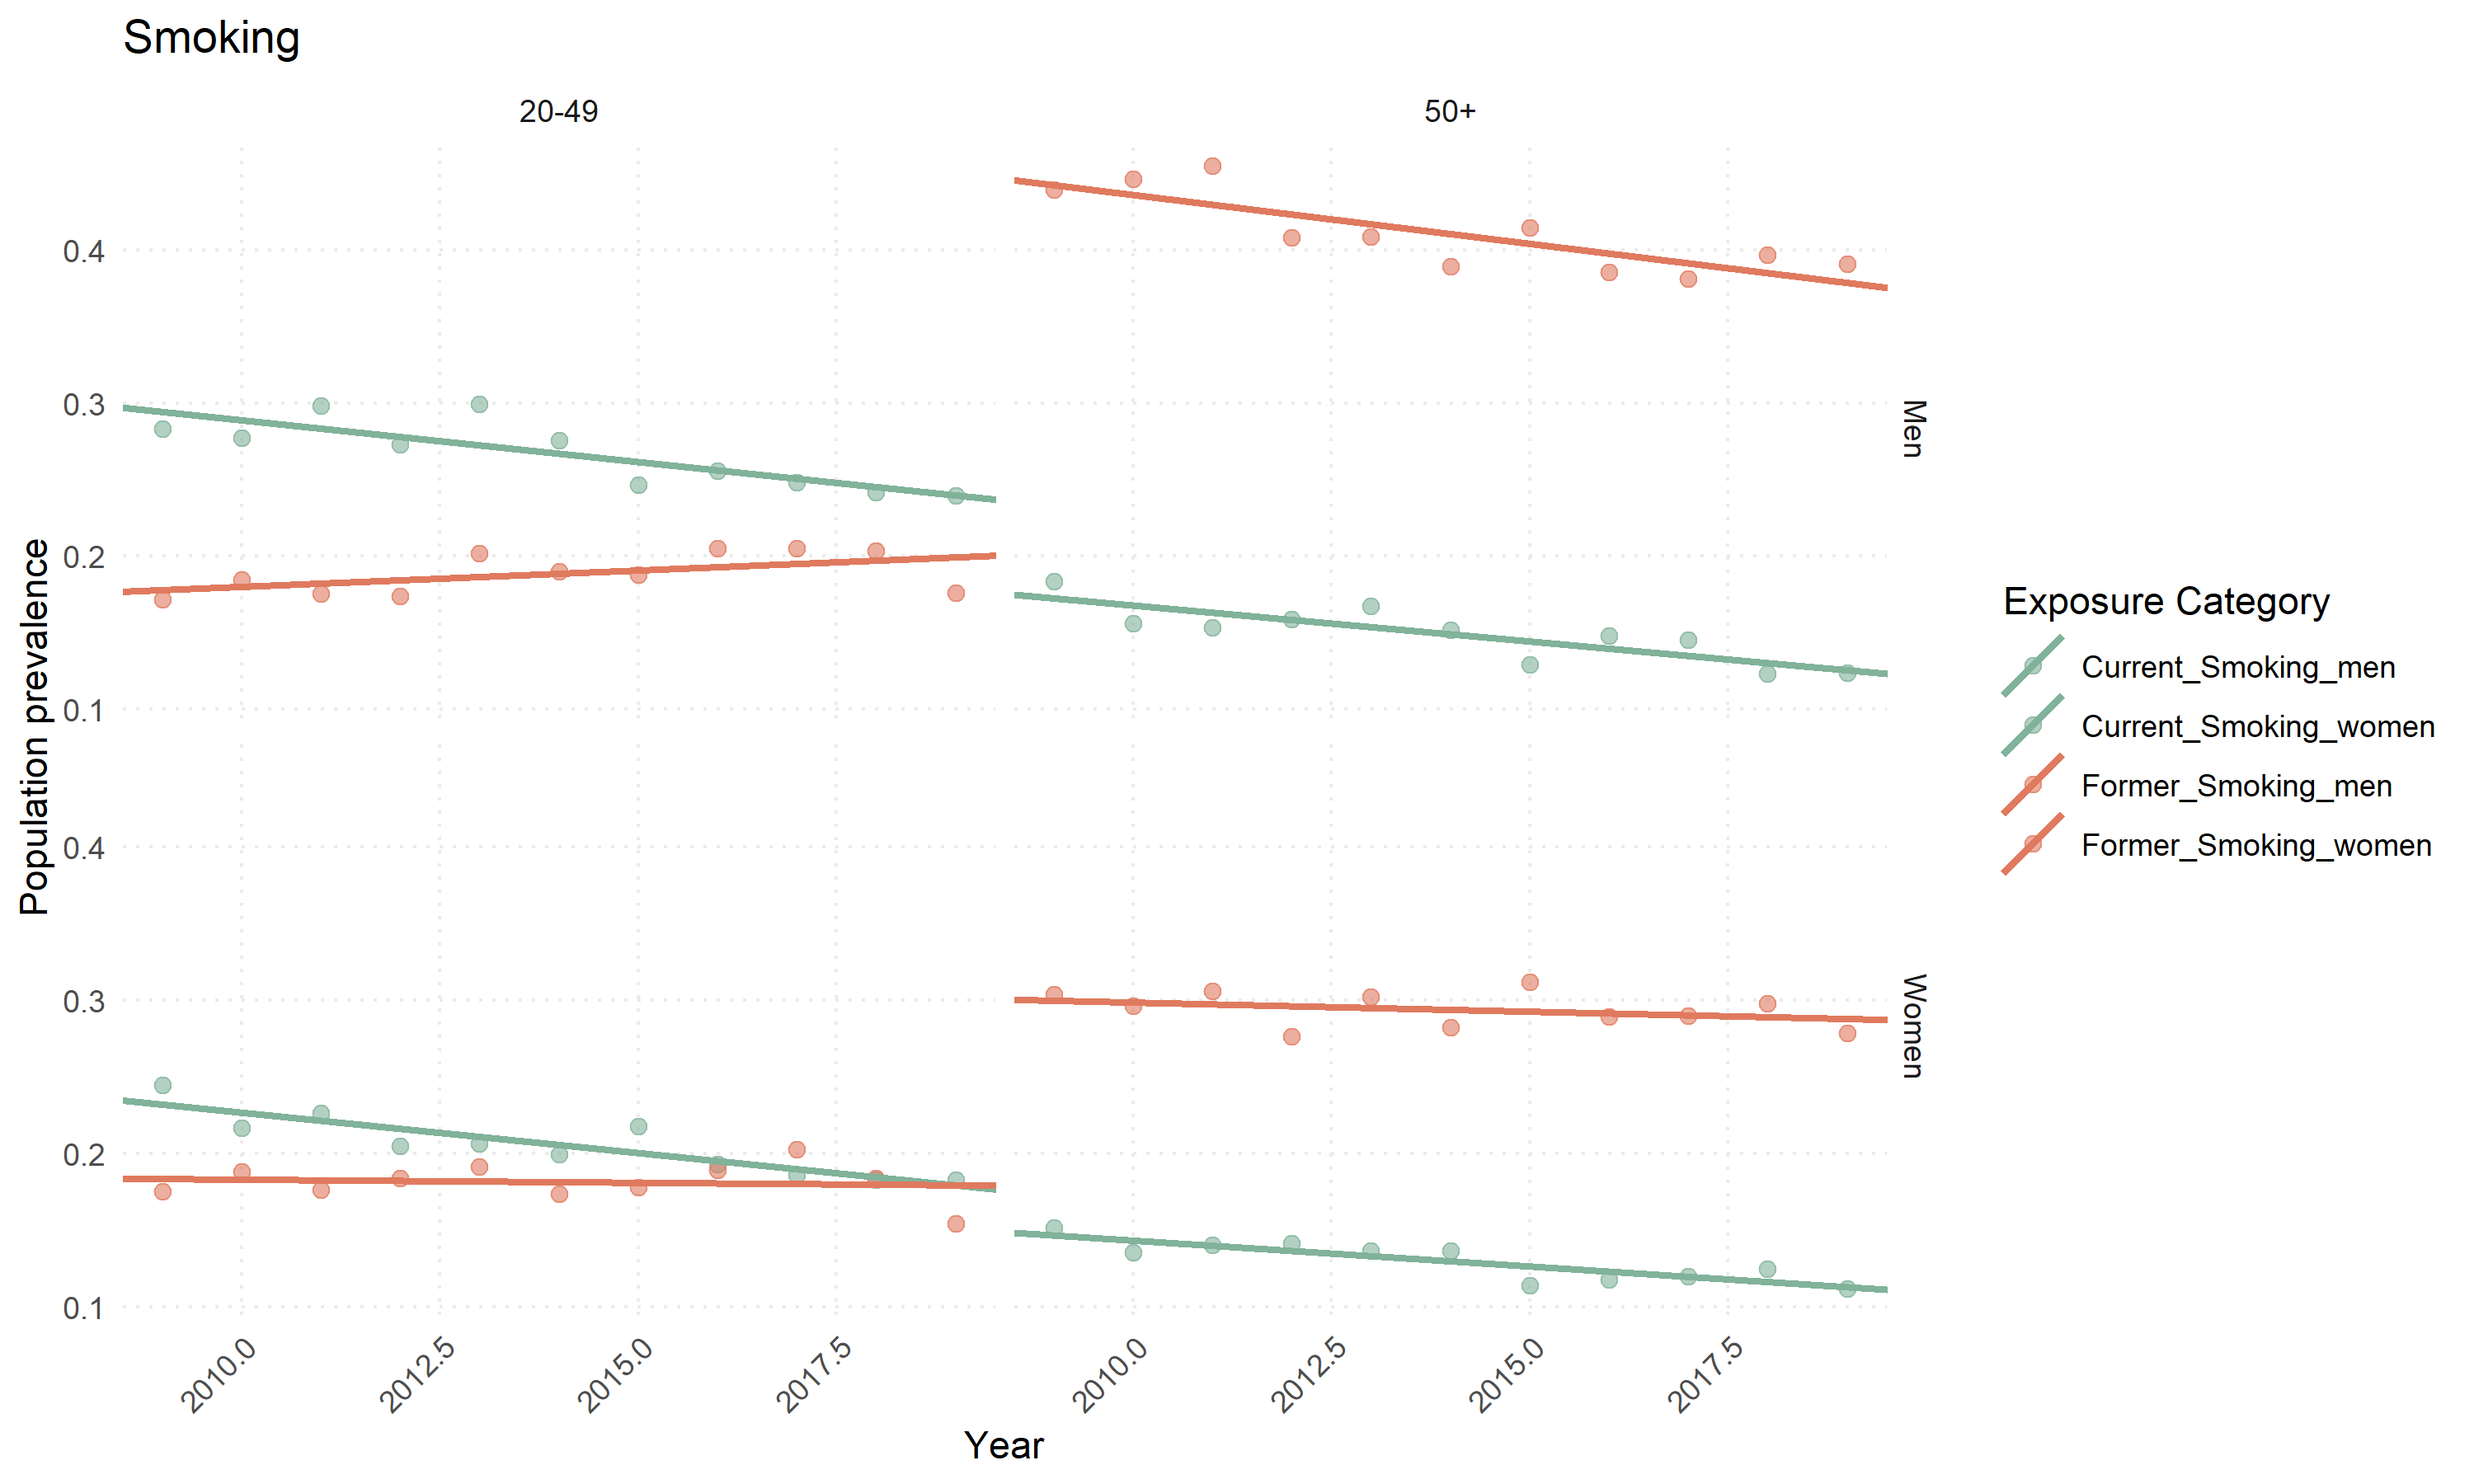 Smoking
20-49
50+
Population prevalence
0.4
0.3
0.2
0.1
Men
0.4
0.3
0.2
0.1
Women
2010.0
2012.5
2015.0
2017.5
2010.0
2012.5
2015.0
2017.5
Year
Exposure Category
Current_Smoking_men
Current_Smoking_women
Former_Smoking_men
Former_Smoking_women